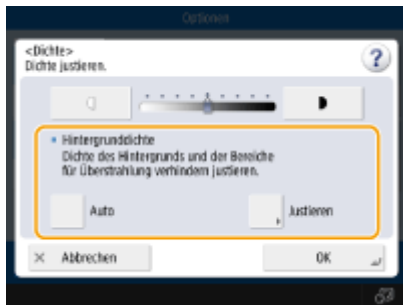 Optionen
<Dichte>
Dichte justieren.
?
Hintergrunddichte
Dichte des Hintergrunds und der Bereiche
für Überstrahlung verhindern justieren.
Auto
Justieren
× Abbrechen
OK